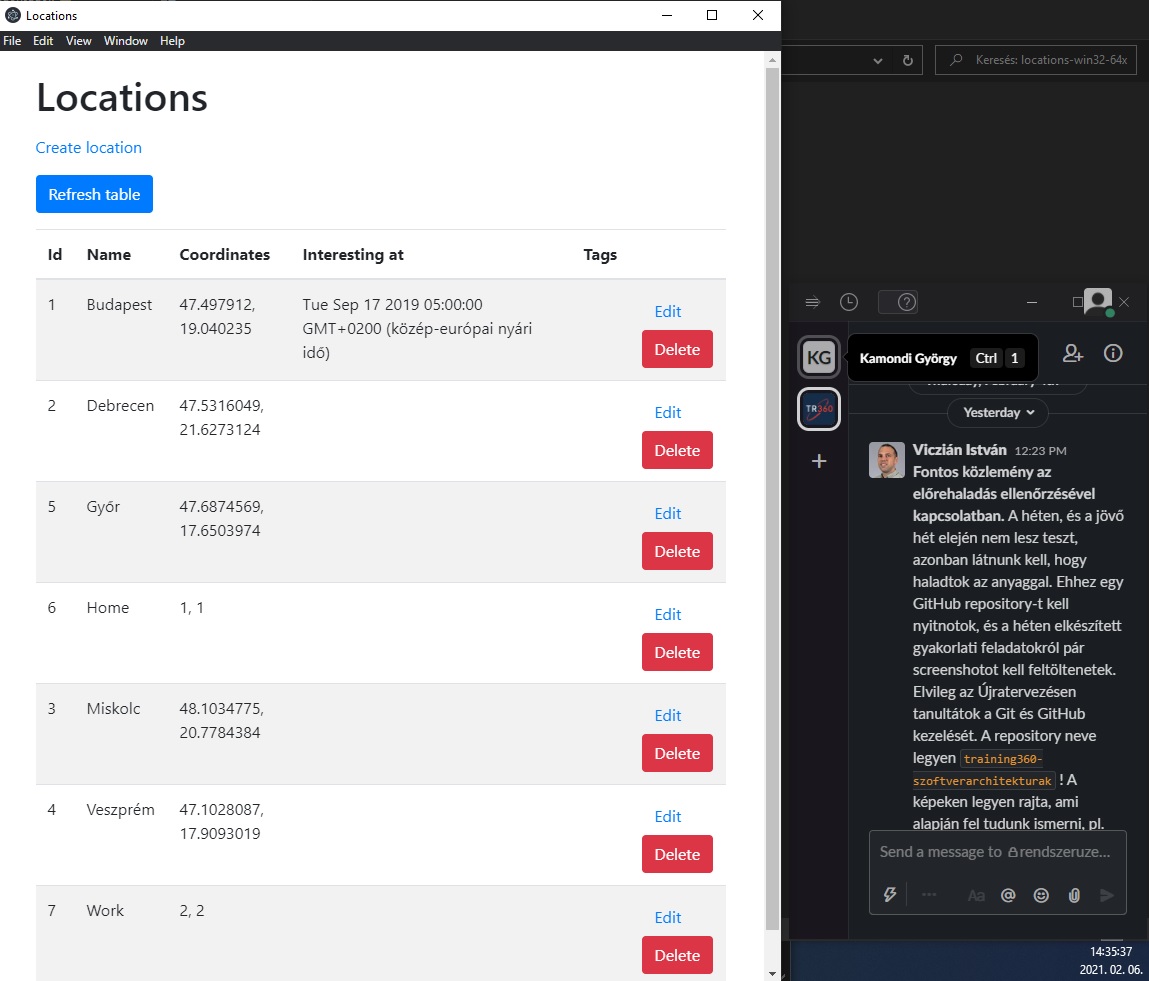 Locations
File Edit View Window Help
Locations
Create location
Refresh table
Id Name Coordinates Interesting at Tags
1 Budapest 47.497912, 19.040235 Tue Sep 17 2019 05:00:00 GMT+0200 (közép-európai nyári idő) Edit Delete
2 Debrecen 47.5316049, 21.6273124 Edit Delete
5 Győr 47.6874569, 17.6503974 Edit Delete
6 Home 1, 1 Edit Delete
3 Miskolc 48.1034775, 20.7784384 Edit Delete
4 Veszprém 47.1028087, 17.9093019 Edit Delete
7 Work 2, 2 Edit Delete
Keresés: locations-win32-64x
KG
Kamondi György Ctrl 1
TR360
Yesterday
Viczián István 12:23 PM
Fontos közlemény az
előrehaladás ellenőrzésével
kapcsolatban. A héten, és a jövő
hét elején nem lesz teszt,
azonban látnunk kell, hogy
haladtok az anyaggal. Ehhez egy
GitHub repository-t kell
nyitnotok, és a héten elkészített
gyakorlati feladatokról pár
screenshotot kell feltöltenetek.
Elvileg az Újratervezésen
tanultátok a Git és GitHub
kezelését. A repository neve
legyen training360-
szoftverarchitekturak ! A
képeken legyen rajta, ami
alapján fel tudunk ismerni, pl.
Send a message to rendszeruze...
Aa
14:35:37
2021. 02. 06.